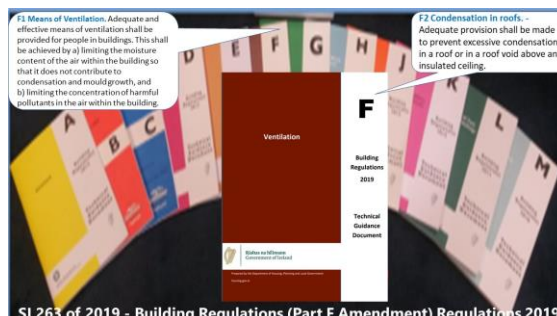 F1 Means of Ventilation. Adequate and
effective means of ventilation shall be
provided for people in buildings. This shall
be achieved by a) limiting the moisture
content of the air within the building so
that it does not contribute to
condensation and mould growth, and
b) limiting the concentration of harmful
pollutants in the air within the building.
F2 Condensation in roofs. -
Adequate provision shall be made
to prevent excessive condensation
in a roof or in a roof void above an
insulated ceiling.
A
B
C
D
E
F
G
H
J
K
L
M
Ventilation
F
Building
Regulations
2019
Technical
Guidance
Document
Rialtas na hÉireann
Government of Ireland
SI 263 of 2019 - Building Regulations (Part F Amendment) Regulations 2019